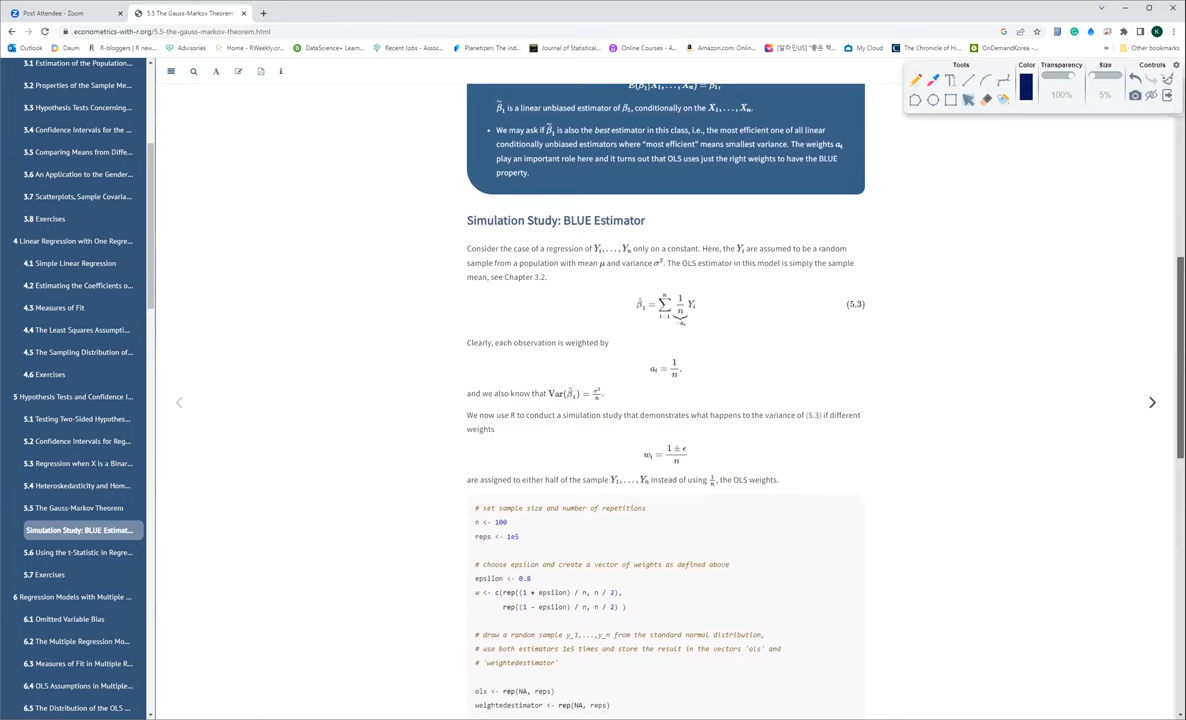 Post Attendee - Zoom
5.5 The Gauss-Markov Theorem
econometrics-with-r.org/5.5-the-gauss-markov-theorem.html
Outlook
Daum
R-bloggers | R new...
Advisories
Home - RWeekly.or...
DataScience+ Learn...
Recent Jobs - Assoc...
Planetizen: The ind...
Journal of Statistical...
Online Courses - A...
Amazon.com: Onlin...
[알라딘US]"좋은 책...
My Cloud
The Chronicle of Hi...
OnDemandKorea -...
Other bookmarks
Tools
Color
Transparency
Size
Controls
100%
5%
3.1 Estimation of the Population...
3.2 Properties of the Sample Me...
3.3 Hypothesis Tests Concerning...
3.4 Confidence Intervals for the ...
3.5 Comparing Means from Diffe...
3.6 An Application to the Gender...
3.7 Scatterplots, Sample Covaria...
3.8 Exercises
4 Linear Regression with One Regre...
4.1 Simple Linear Regression
4.2 Estimating the Coefficients o...
4.3 Measures of Fit
4.4 The Least Squares Assumpti...
4.5 The Sampling Distribution of...
4.6 Exercises
5 Hypothesis Tests and Confidence I...
5.1 Testing Two-Sided Hypothes...
5.2 Confidence Intervals for Reg...
5.3 Regression when X is a Binar...
5.4 Heteroskedasticity and Hom...
5.5 The Gauss-Markov Theorem
Simulation Study: BLUE Estimat...
5.6 Using the t-Statistic in Regre...
5.7 Exercises
6 Regression Models with Multiple ...
6.1 Omitted Variable Bias
6.2 The Multiple Regression Mo...
6.3 Measures of Fit in Multiple R...
6.4 OLS Assumptions in Multiple...
6.5 The Distribution of the OLS ...
E(β̃₁|X₁, …, Xₙ) = β₁,
β̃₁ is a linear unbiased estimator of β₁, conditionally on the X₁, …, Xₙ.
• We may ask if β̃₁ is also the best estimator in this class, i.e., the most efficient one of all linear
conditionally unbiased estimators where "most efficient" means smallest variance. The weights aᵢ
play an important role here and it turns out that OLS uses just the right weights to have the BLUE
property.
Simulation Study: BLUE Estimator
Consider the case of a regression of Yᵢ, …, Yₙ only on a constant. Here, the Yᵢ are assumed to be a random
sample from a population with mean μ and variance σ². The OLS estimator in this model is simply the sample
mean, see Chapter 3.2.
β̂₁ = ∑ᵢ₌₁ⁿ 1/n Yᵢ (5.3)
=aᵢ
Clearly, each observation is weighted by
aᵢ = 1/n.
and we also know that Var(β̂₁) = σ²/n.
We now use R to conduct a simulation study that demonstrates what happens to the variance of (5.3) if different
weights
wᵢ = 1 ± ϵ / n
are assigned to either half of the sample Y₁, …, Yₙ instead of using 1/n, the OLS weights.
# set sample size and number of repetitions
n <- 100
reps <- 1e5
# choose epsilon and create a vector of weights as defined above
epsilon <- 0.8
w <- c(rep((1 + epsilon) / n, n / 2),
rep((1 - epsilon) / n, n / 2) )
# draw a random sample y_1,...,y_n from the standard normal distribution,
# use both estimators 1e5 times and store the result in the vectors 'ols' and
# 'weightedestimator'
ols <- rep(NA, reps)
weightedestimator <- rep(NA, reps)